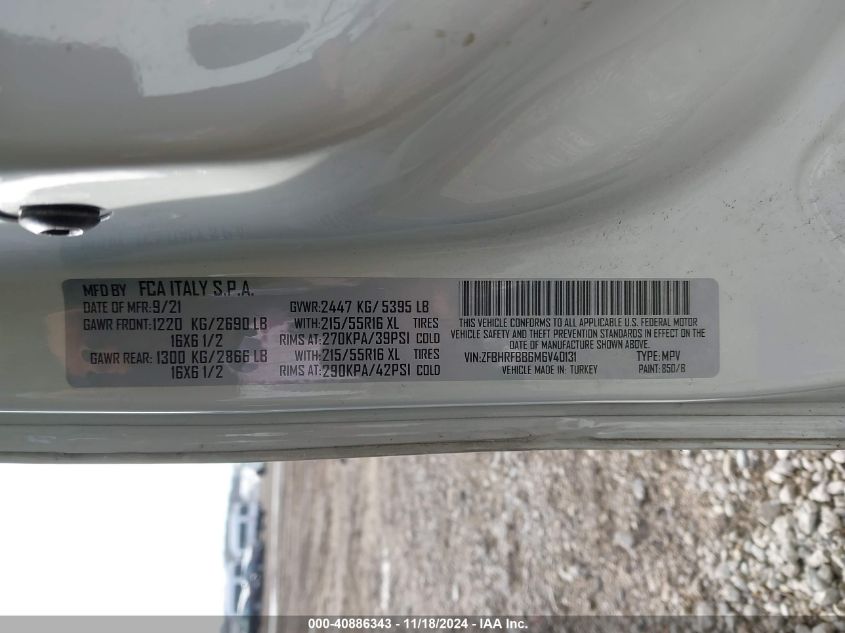 MFD BY FCA ITALY S.P.A.
DATE OF MFR: 9/21 GVWR: 2447 KG / 5395 LB
GAWR FRONT: 1220 KG/2690 LB WITH: 215/55R16 XL TIRES
16X6 1/2 RIMS AT: 270KPA/39PSI COLD
GAWR REAR: 1300 KG/2866 LB WITH: 215/55R16 XL TIRES
16X6 1/2 RIMS AT: 290KPA/42PSI COLD
THIS VEHICLE CONFORMS TO ALL APPLICABLE U.S. FEDERAL MOTOR
VEHICLE SAFETY AND THEFT PREVENTION STANDARDS IN EFFECT ON THE
DATE OF MANUFACTURE SHOWN ABOVE.
VIN: ZFBHRFBB6M6V40131 TYPE: MPV
VEHICLE MADE IN: TURKEY PAINT: 850/B
000-40886343 - 11/18/2024 - IAA Inc.